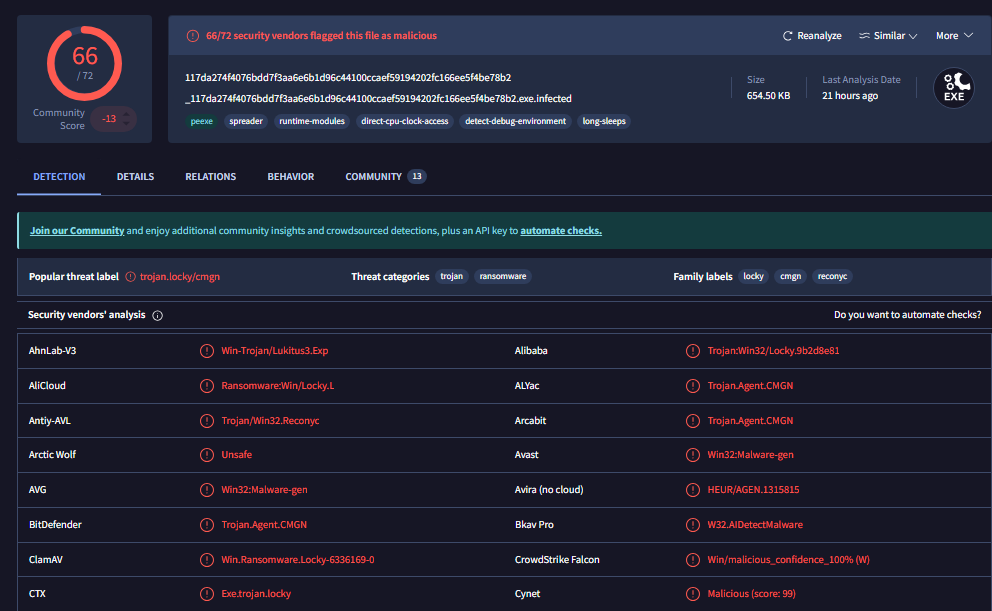 66
/ 72
Community Score
-13
66/72 security vendors flagged this file as malicious
Reanalyze
Similar
More
117da274f4076bdd7f3aa6e6b1d96c44100ccaef59194202fc166ee5f4be78b2
_117da274f4076bdd7f3aa6e6b1d96c44100ccaef59194202fc166ee5f4be78b2.exe.infected
peexe spreader runtime-modules direct-cpu-clock-access detect-debug-environment long-sleeps
Size
654.50 KB
Last Analysis Date
21 hours ago
EXE
DETECTION DETAILS RELATIONS BEHAVIOR COMMUNITY 13
Join our Community and enjoy additional community insights and crowdsourced detections, plus an API key to automate checks.
Popular threat label trojan.locky/cmgn Threat categories trojan ransomware Family labels locky cmgn reconyc
Security vendors' analysis Do you want to automate checks?
AhnLab-V3 Win-Trojan/Lukitus3.Exp Alibaba Trojan:Win32/Locky.9b2d8e81
AliCloud Ransomware:Win/Locky.L ALYac Trojan.Agent.CMGN
Antiy-AVL Trojan/Win32.Reconyc Arcabit Trojan.Agent.CMGN
Arctic Wolf Unsafe Avast Win32:Malware-gen
AVG Win32:Malware-gen Avira (no cloud) HEUR/AGEN.1315815
BitDefender Trojan.Agent.CMGN Bkav Pro W32.AIDetectMalware
ClamAV Win.Ransomware.Locky-6336169-0 CrowdStrike Falcon Win/malicious_confidence_100% (W)
CTX Exe.trojan.locky Cynet Malicious (score: 99)